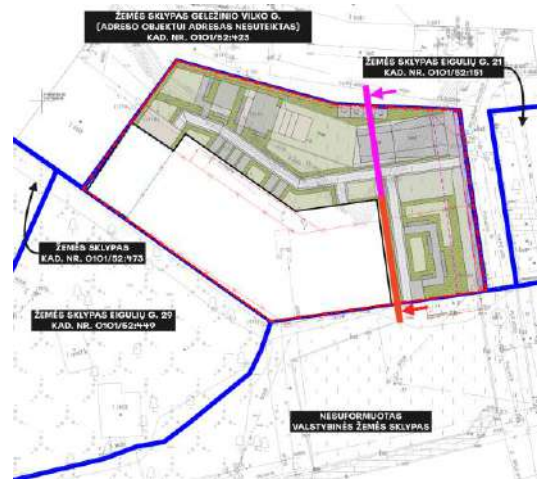 ŽEMĖS SKLYPAS GELEŽINIO VILKO G.
(ADRESO OBJEKTUI ADRESAS NESUTEIKTAS)
KAD. NR. 0101/52:423
ŽEMĖS SKLYPAS EIGULIŲ G. 21
KAD. NR. 0101/52:151
ŽEMĖS SKLYPAS
KAD. NR. 0101/52:473
ŽEMĖS SKLYPAS EIGULIŲ G. 29
KAD. NR. 0101/52:449
NESUFORMUOTAS
VALSTYBINĖS ŽEMĖS SKLYPAS